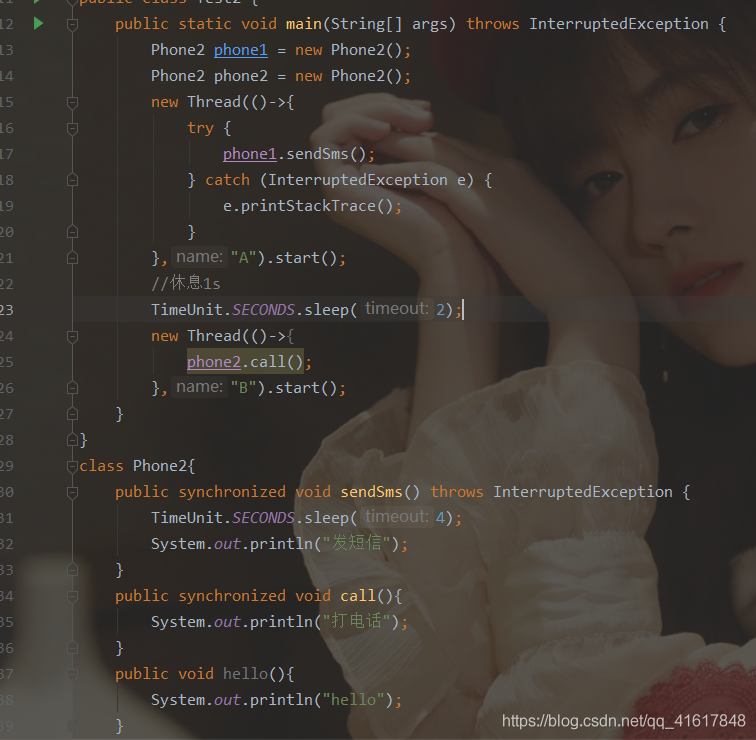 11 public class Test2 {
12 public static void main(String[] args) throws InterruptedException {
13 Phone2 phone1 = new Phone2();
14 Phone2 phone2 = new Phone2();
15 new Thread(()->{
16 try {
17 phone1.sendSms();
18 } catch (InterruptedException e) {
19 e.printStackTrace();
20 }
21 }, name: "A").start();
22 //休息1s
23 TimeUnit.SECONDS.sleep( timeout: 2);
24 new Thread(()->{
25 phone2.call();
26 }, name: "B").start();
27 }
28 }
29 class Phone2{
30 public synchronized void sendSms() throws InterruptedException {
31 TimeUnit.SECONDS.sleep( timeout: 4);
32 System.out.println("发短信");
33 }
34 public synchronized void call(){
35 System.out.println("打电话");
36 }
37 public void hello(){
38 System.out.println("hello");
39 }
https://blog.csdn.net/qq_41617848